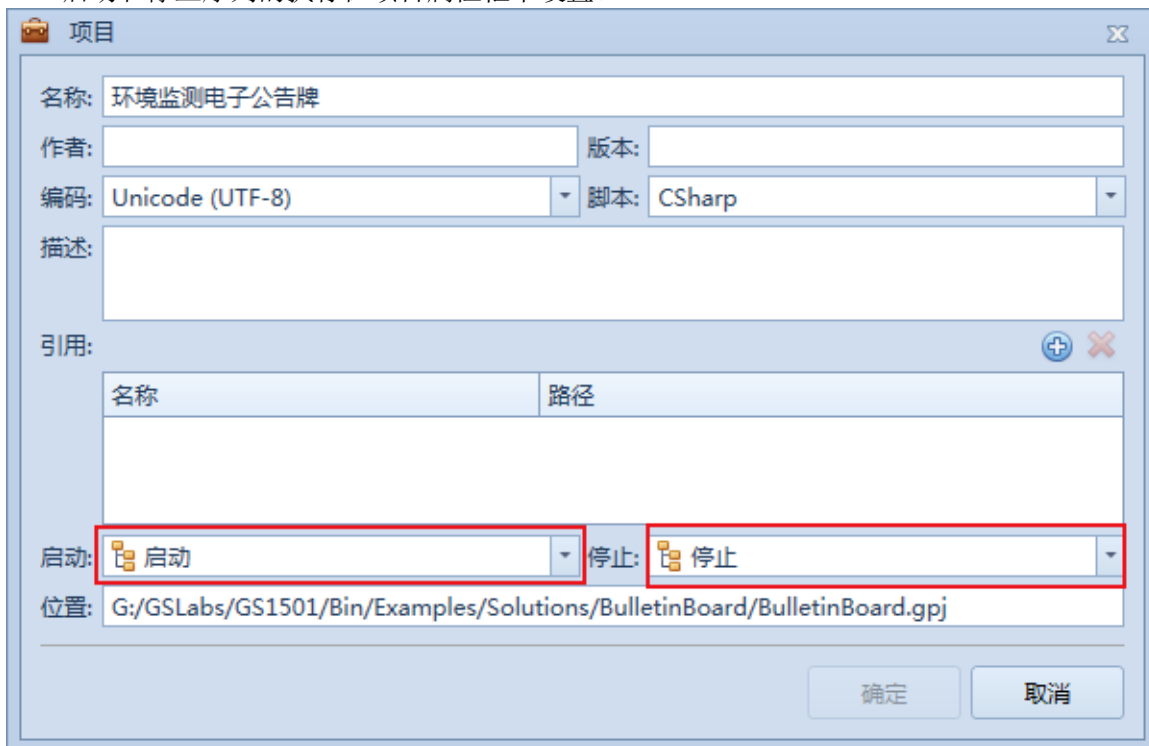 项目
名称: 环境监测电子公告牌
作者: 版本:
编码: Unicode (UTF-8) 脚本: CSharp
描述:
引用:
名称 路径
启动: 启动 停止: 停止
位置: G:/GSLabs/GS1501/Bin/Examples/Solutions/BulletinBoard/BulletinBoard.gpj
确定 取消